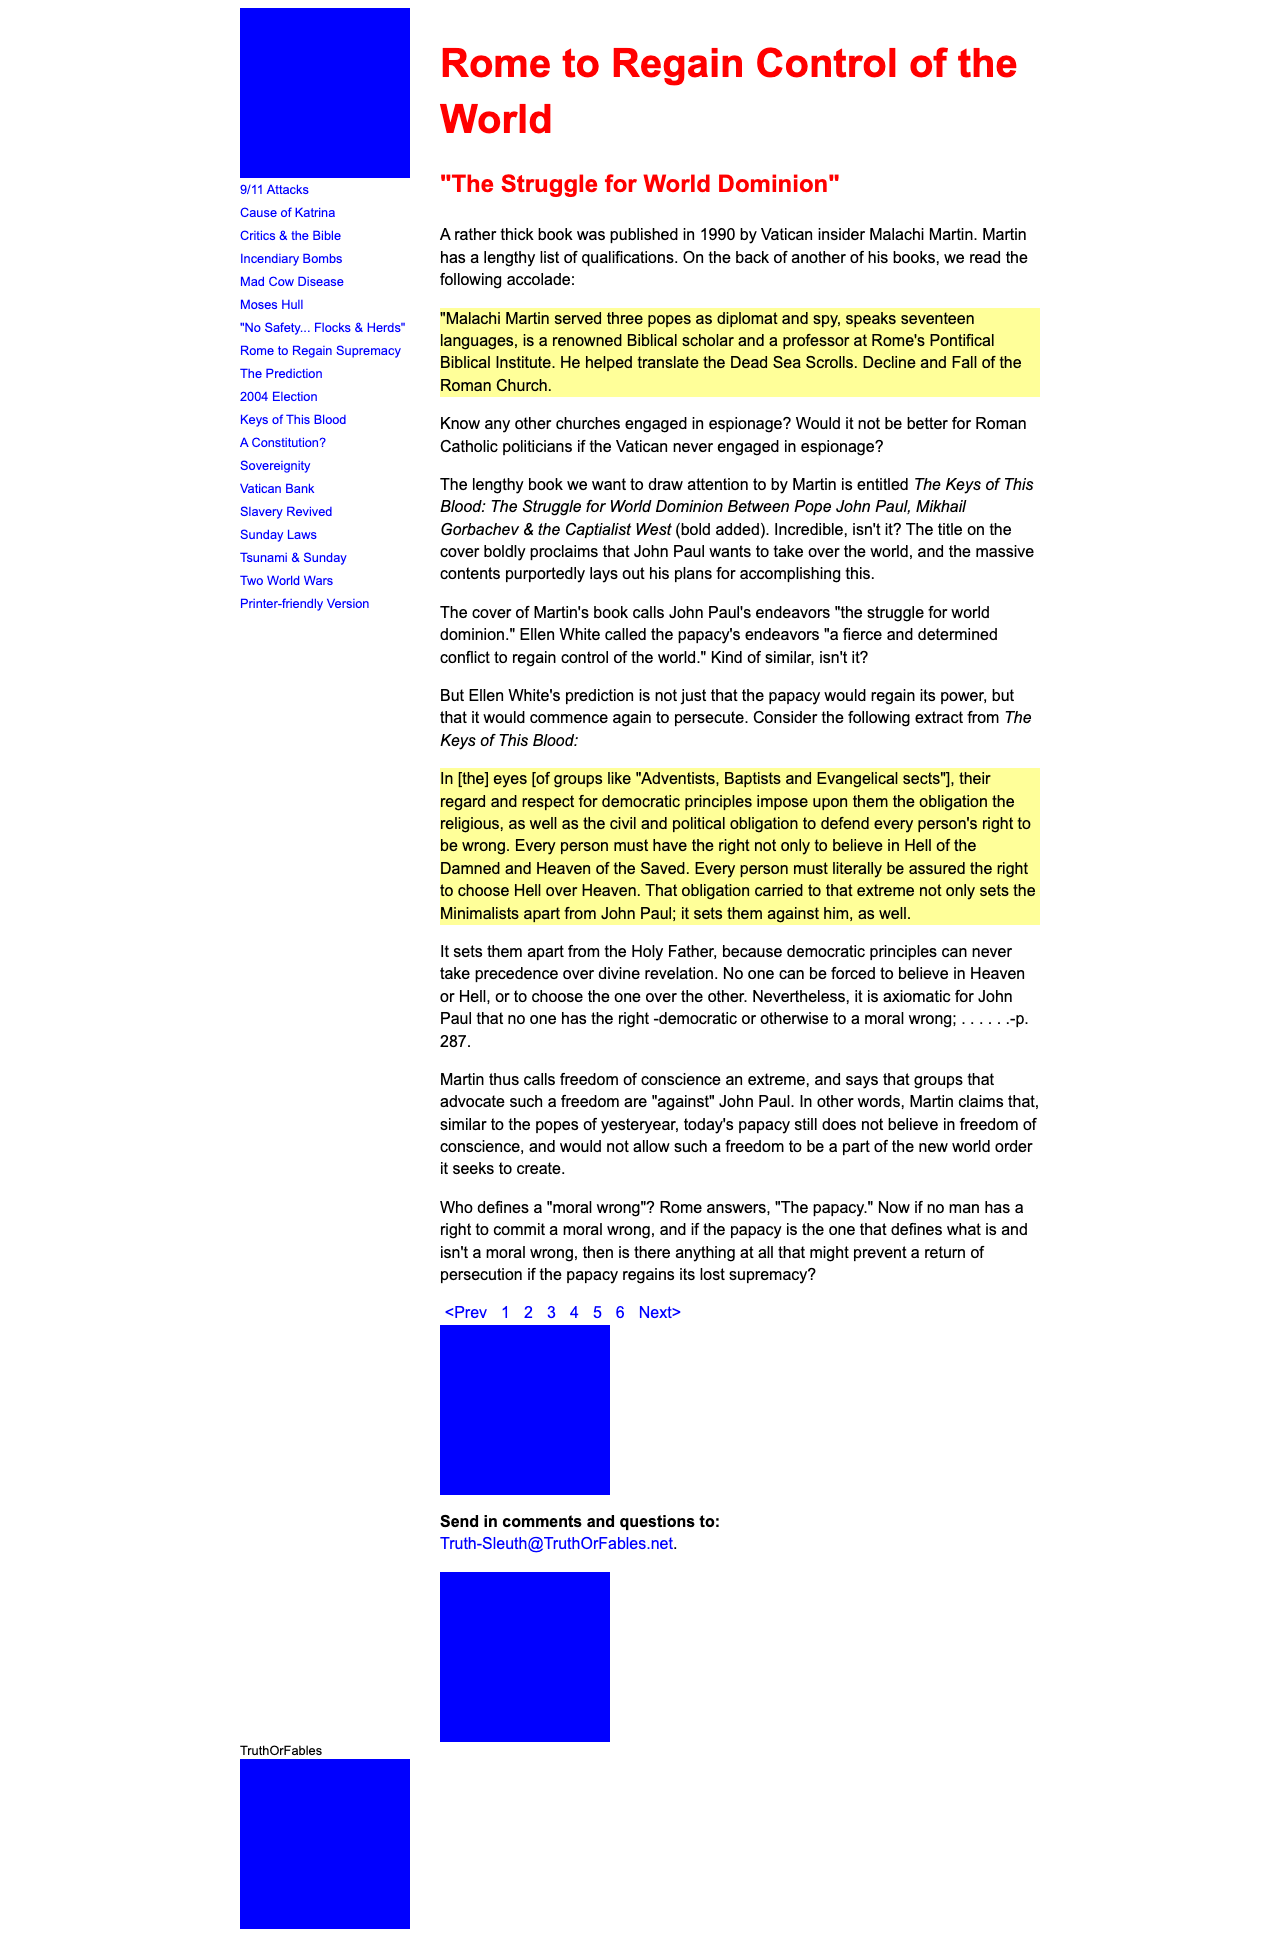 9/11 Attacks
Cause of Katrina
Critics & the Bible
Incendiary Bombs
Mad Cow Disease
Moses Hull
"No Safety... Flocks & Herds"
Rome to Regain Supremacy
The Prediction
2004 Election
Keys of This Blood
A Constitution?
Sovereignity
Vatican Bank
Slavery Revived
Sunday Laws
Tsunami & Sunday
Two World Wars
Printer-friendly Version
Rome to Regain Control of the
World
"The Struggle for World Dominion"
A rather thick book was published in 1990 by Vatican insider Malachi Martin. Martin
has a lengthy list of qualifications. On the back of another of his books, we read the
following accolade:
"Malachi Martin served three popes as diplomat and spy, speaks seventeen
languages, is a renowned Biblical scholar and a professor at Rome's Pontifical
Biblical Institute. He helped translate the Dead Sea Scrolls. Decline and Fall of the
Roman Church.
Know any other churches engaged in espionage? Would it not be better for Roman
Catholic politicians if the Vatican never engaged in espionage?
The lengthy book we want to draw attention to by Martin is entitled The Keys of This
Blood: The Struggle for World Dominion Between Pope John Paul, Mikhail
Gorbachev & the Captialist West (bold added). Incredible, isn't it? The title on the
cover boldly proclaims that John Paul wants to take over the world, and the massive
contents purportedly lays out his plans for accomplishing this.
The cover of Martin's book calls John Paul's endeavors "the struggle for world
dominion." Ellen White called the papacy's endeavors "a fierce and determined
conflict to regain control of the world." Kind of similar, isn't it?
But Ellen White's prediction is not just that the papacy would regain its power, but
that it would commence again to persecute. Consider the following extract from The
Keys of This Blood:
In [the] eyes [of groups like "Adventists, Baptists and Evangelical sects"], their
regard and respect for democratic principles impose upon them the obligation the
religious, as well as the civil and political obligation to defend every person's right to
be wrong. Every person must have the right not only to believe in Hell of the
Damned and Heaven of the Saved. Every person must literally be assured the right
to choose Hell over Heaven. That obligation carried to that extreme not only sets the
Minimalists apart from John Paul; it sets them against him, as well.
It sets them apart from the Holy Father, because democratic principles can never
take precedence over divine revelation. No one can be forced to believe in Heaven
or Hell, or to choose the one over the other. Nevertheless, it is axiomatic for John
Paul that no one has the right -democratic or otherwise to a moral wrong; . . . . . .-p.
287.
Martin thus calls freedom of conscience an extreme, and says that groups that
advocate such a freedom are "against" John Paul. In other words, Martin claims that,
similar to the popes of yesteryear, today's papacy still does not believe in freedom of
conscience, and would not allow such a freedom to be a part of the new world order
it seeks to create.
Who defines a "moral wrong"? Rome answers, "The papacy." Now if no man has a
right to commit a moral wrong, and if the papacy is the one that defines what is and
isn't a moral wrong, then is there anything at all that might prevent a return of
persecution if the papacy regains its lost supremacy?
<Prev 1 2 3 4 5 6 Next>
Send in comments and questions to:
Truth-Sleuth@TruthOrFables.net.
TruthOrFables